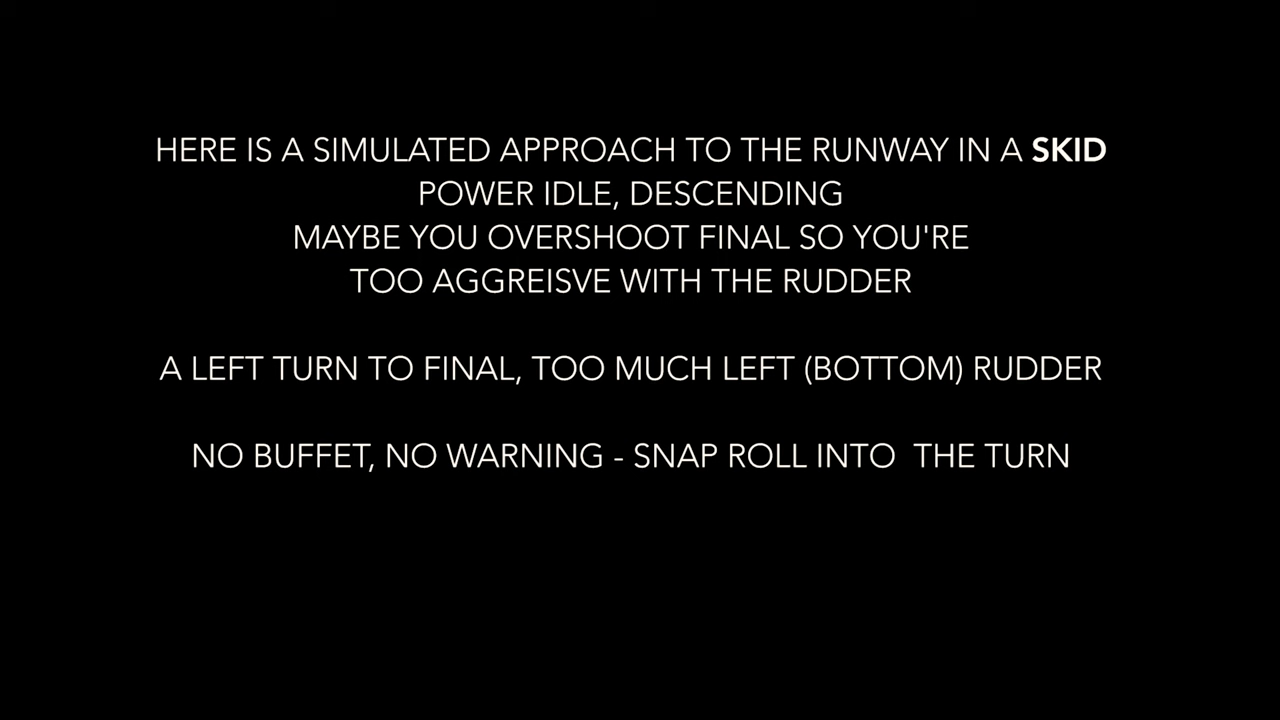 HERE IS A SIMULATED APPROACH TO THE RUNWAY IN A SKID
POWER IDLE, DESCENDING
MAYBE YOU OVERSHOOT FINAL SO YOU'RE
TOO AGGREISVE WITH THE RUDDER
A LEFT TURN TO FINAL, TOO MUCH LEFT (BOTTOM) RUDDER
NO BUFFET, NO WARNING - SNAP ROLL INTO  THE TURN